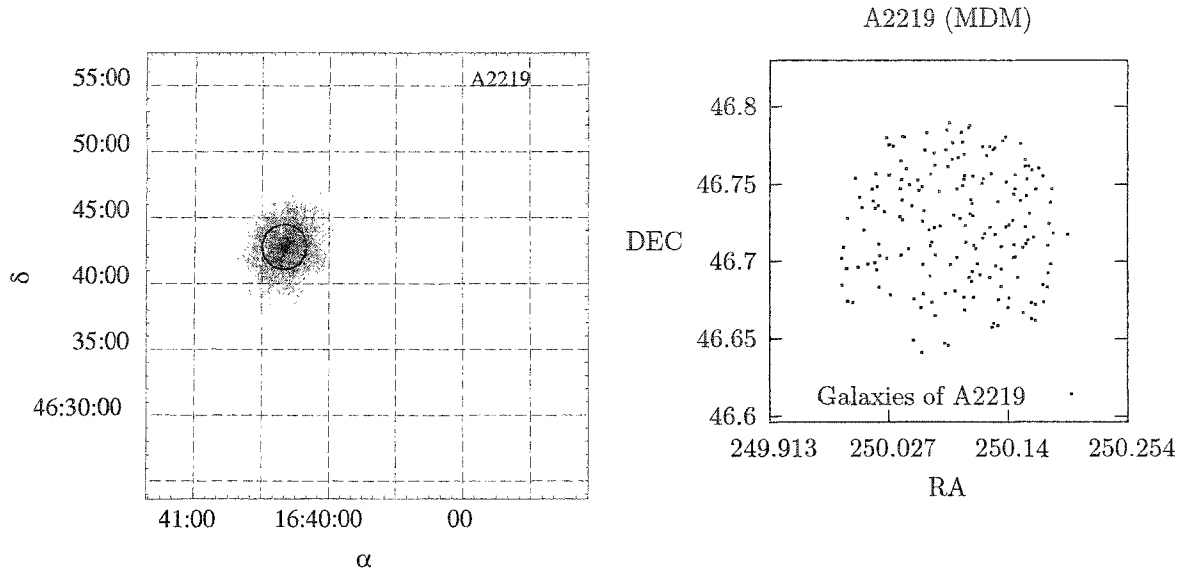 A2219
55:00
50:00
45:00
40:00
35:00
46:30:00
δ
41:00
16:40:00
00
α
A2219 (MDM)
46.8
46.75
46.7
46.65
46.6
DEC
Galaxies of A2219
249.913
250.027
250.14
250.254
RA